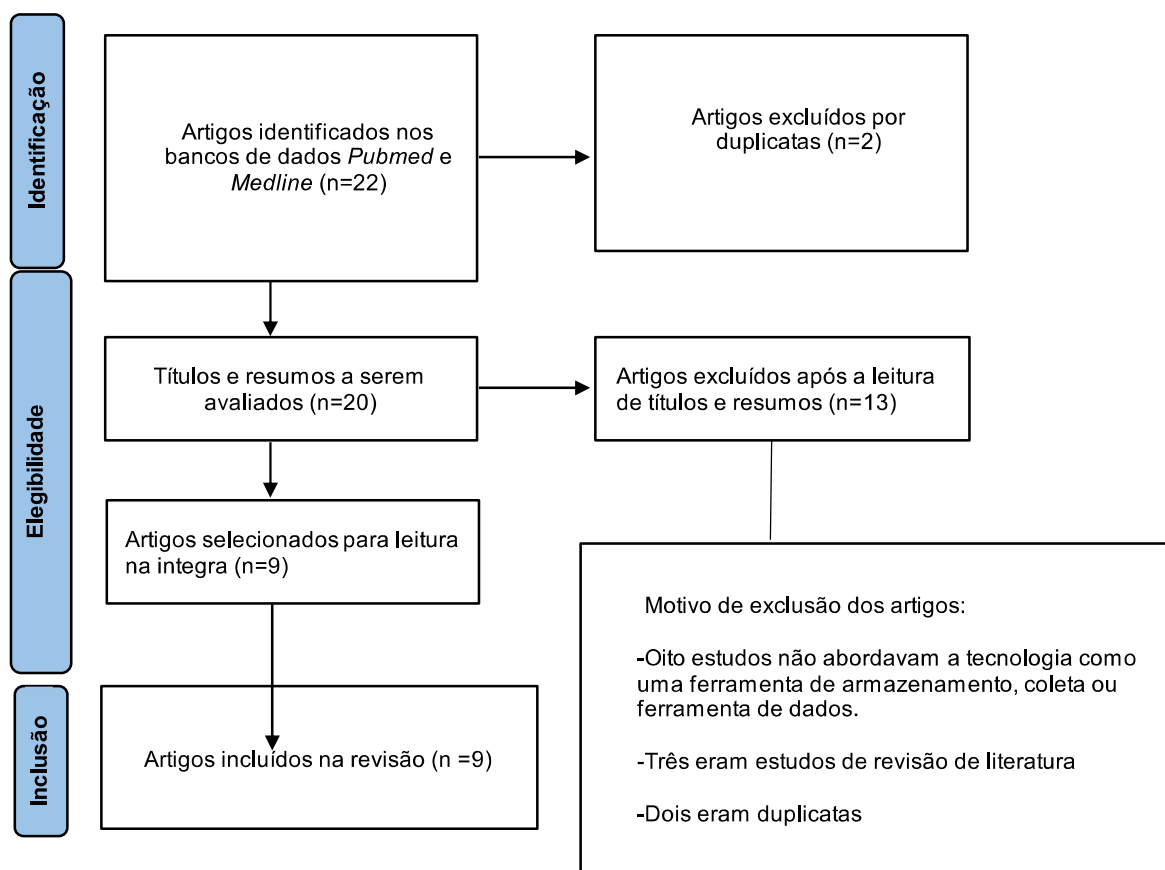 Identificação
Artigos identificados nos
bancos de dados Pubmed e
Medline (n=22)
Artigos excluídos por
duplicatas (n=2)
Elegibilidade
Títulos e resumos a serem
avaliados (n=20)
Artigos excluídos após a leitura
de títulos e resumos (n=13)
Artigos selecionados para leitura
na integra (n=9)
Motivo de exclusão dos artigos:
-Oito estudos não abordavam a tecnologia como
uma ferramenta de armazenamento, coleta ou
ferramenta de dados.
-Três eram estudos de revisão de literatura
-Dois eram duplicatas
Inclusão
Artigos incluídos na revisão (n =9)